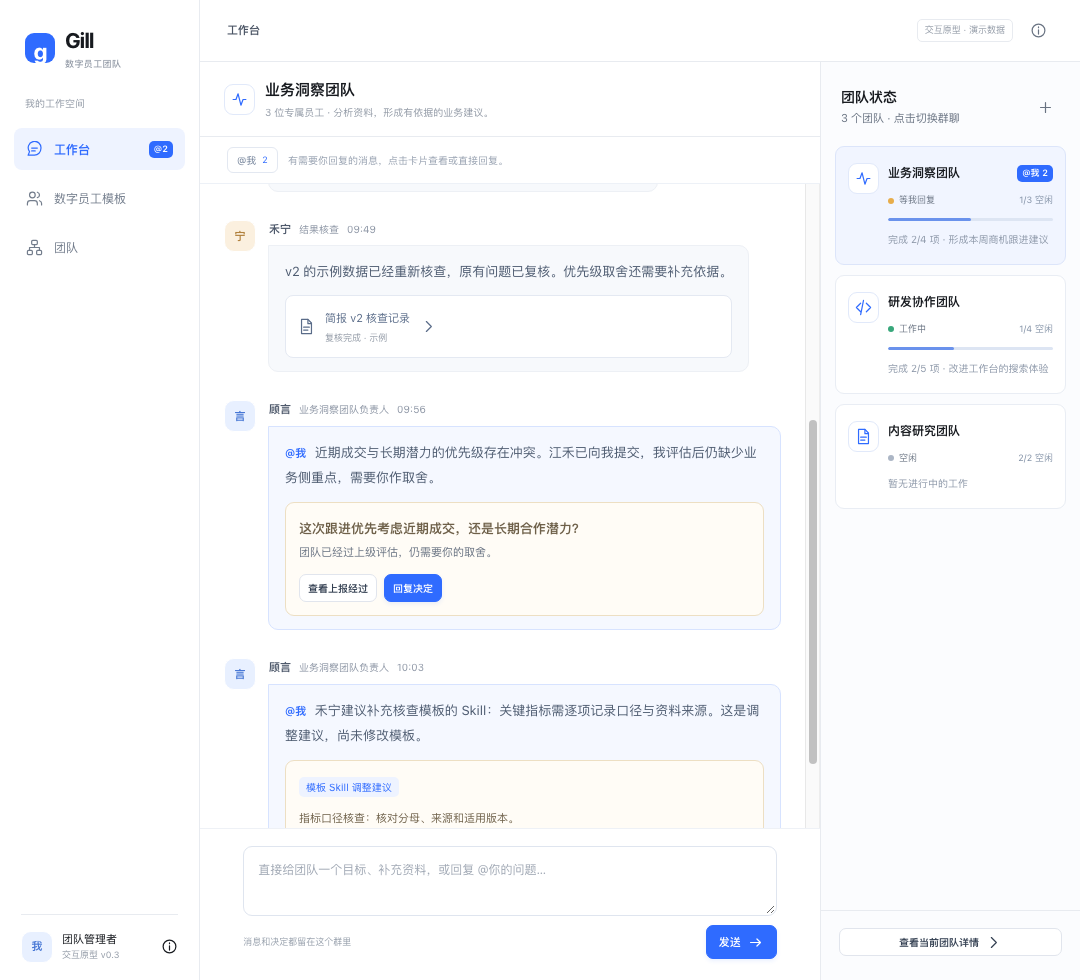 g
Gill
数字员工团队
我的工作空间
工作台
@2
数字员工模板
团队
我
团队管理者
交互原型 v0.3
工作台
交互原型 · 演示数据
业务洞察团队
3 位专属员工 · 分析资料，形成有依据的业务建议。
@我 2
有需要你回复的消息，点击卡片查看或直接回复。
宁
禾宁 结果核查 09:49
v2 的示例数据已经重新核查，原有问题已复核。优先级取舍还需要补充依据。
简报 v2 核查记录
复核完成 · 示例
言
顾言 业务洞察团队负责人 09:56
@我 近期成交与长期潜力的优先级存在冲突。江禾已向我提交，我评估后仍缺少业
务侧重点，需要你作取舍。
这次跟进优先考虑近期成交，还是长期合作潜力？
团队已经过上级评估，仍需要你的取舍。
查看上报经过
回复决定
言
顾言 业务洞察团队负责人 10:03
@我 禾宁建议补充核查模板的 Skill：关键指标需逐项记录口径与资料来源。这是调
整建议，尚未修改模板。
模板 Skill 调整建议
指标口径核查：核对分母、来源和适用版本。
直接给团队一个目标、补充资料，或回复 @你的问题...
消息和决定都留在这个群里
发送
团队状态
3 个团队 · 点击切换群聊
业务洞察团队
@我 2
等我回复
1/3 空闲
完成 2/4 项 · 形成本周商机跟进建议
研发协作团队
工作中
1/4 空闲
完成 2/5 项 · 改进工作台的搜索体验
内容研究团队
空闲
2/2 空闲
暂无进行中的工作
查看当前团队详情